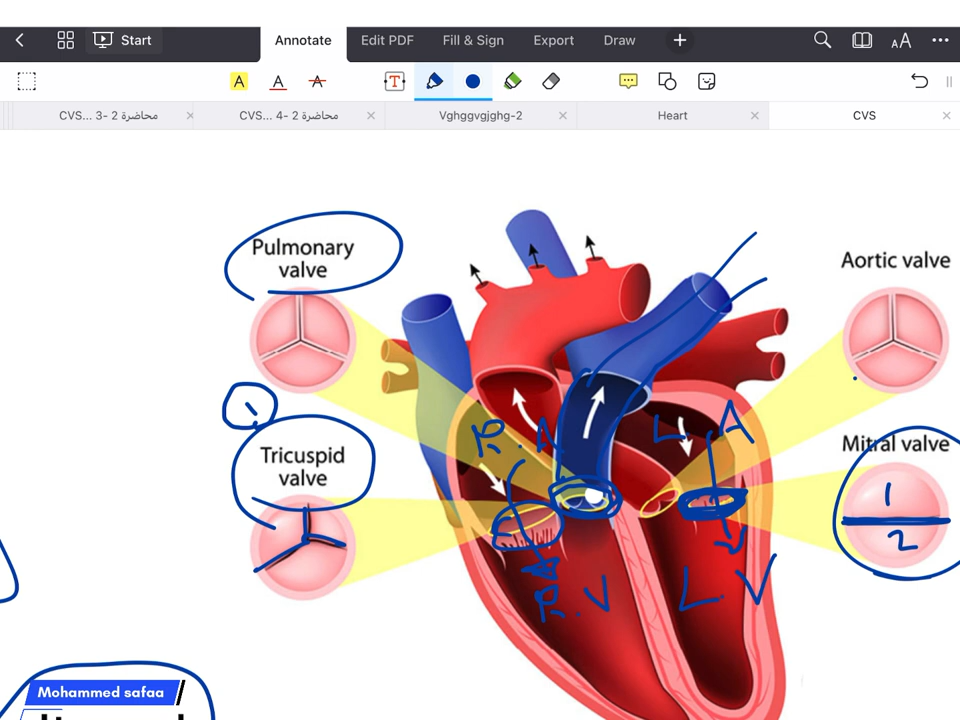 Start
Annotate
Edit PDF
Fill & Sign
Export
Draw
+
AA
A
A
A
T
CVS... محاضرة 2 -3
CVS... محاضرة 2 -4
Vghggvgjghg-2
Heart
CVS
Pulmonary
valve
Aortic valve
Tricuspid
valve
Mitral valve
R.A
L A
1
2
R.V
L.V
Mohammed safaa